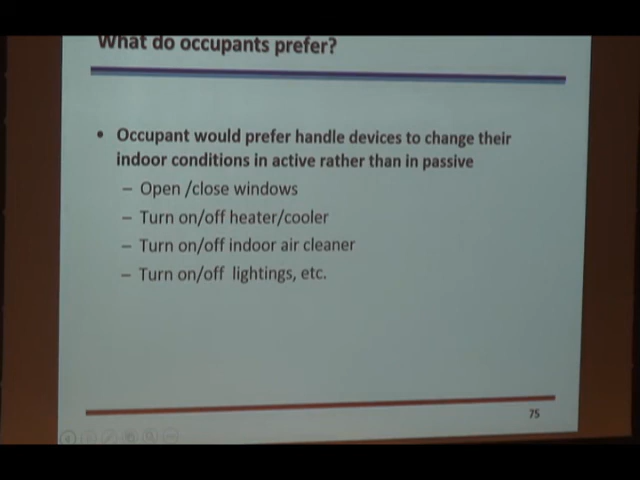 What do occupants prefer?
• Occupant would prefer handle devices to change their
indoor conditions in active rather than in passive
– Open /close windows
– Turn on/off heater/cooler
– Turn on/off indoor air cleaner
– Turn on/off lightings, etc.
75